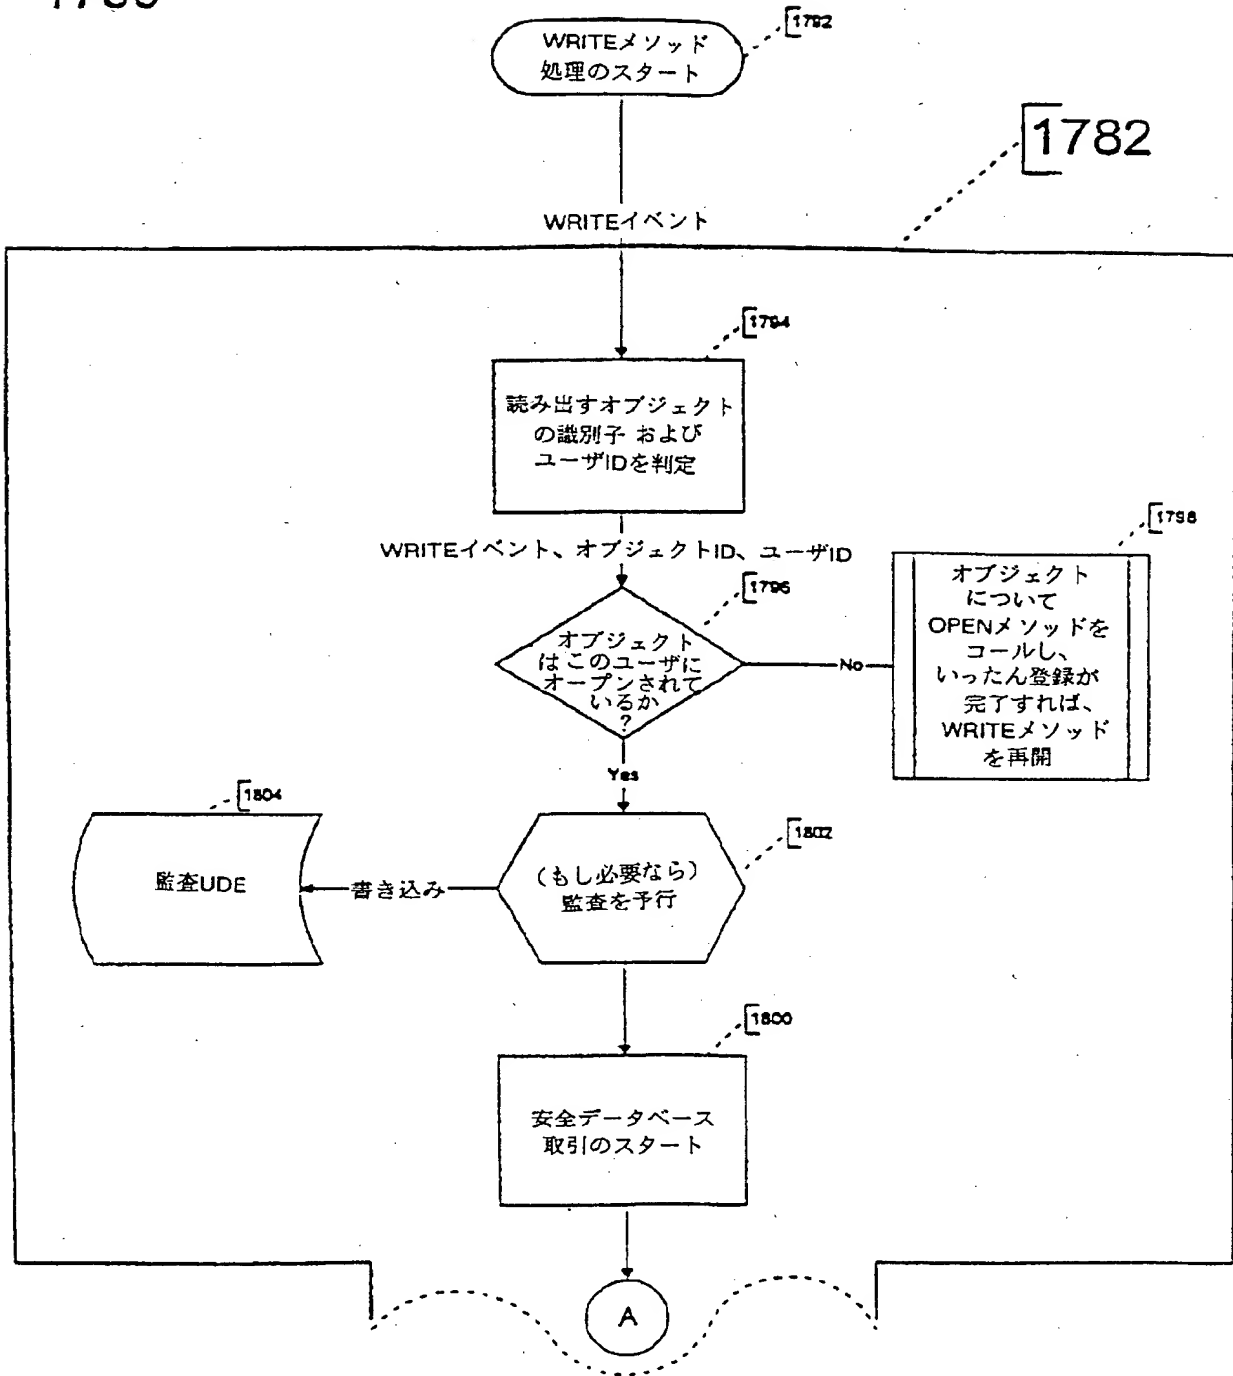 1792
WRITEメソッド
処理のスタート
1782
WRITEイベント
1794
読み出すオブジェクト
の識別子 および
ユーザIDを判定
WRITEイベント、オブジェクトID、ユーザID
1796
オブジェクト
はこのユーザに
オープンされて
いるか
?
No
1798
オブジェクト
について
OPENメソッドを
コールし、
いったん登録が
完了すれば、
WRITEメソッド
を再開
Yes
1804
監査UDE
書き込み
1802
(もし必要なら)
監査を予行
1800
安全データベース
取引のスタート
A